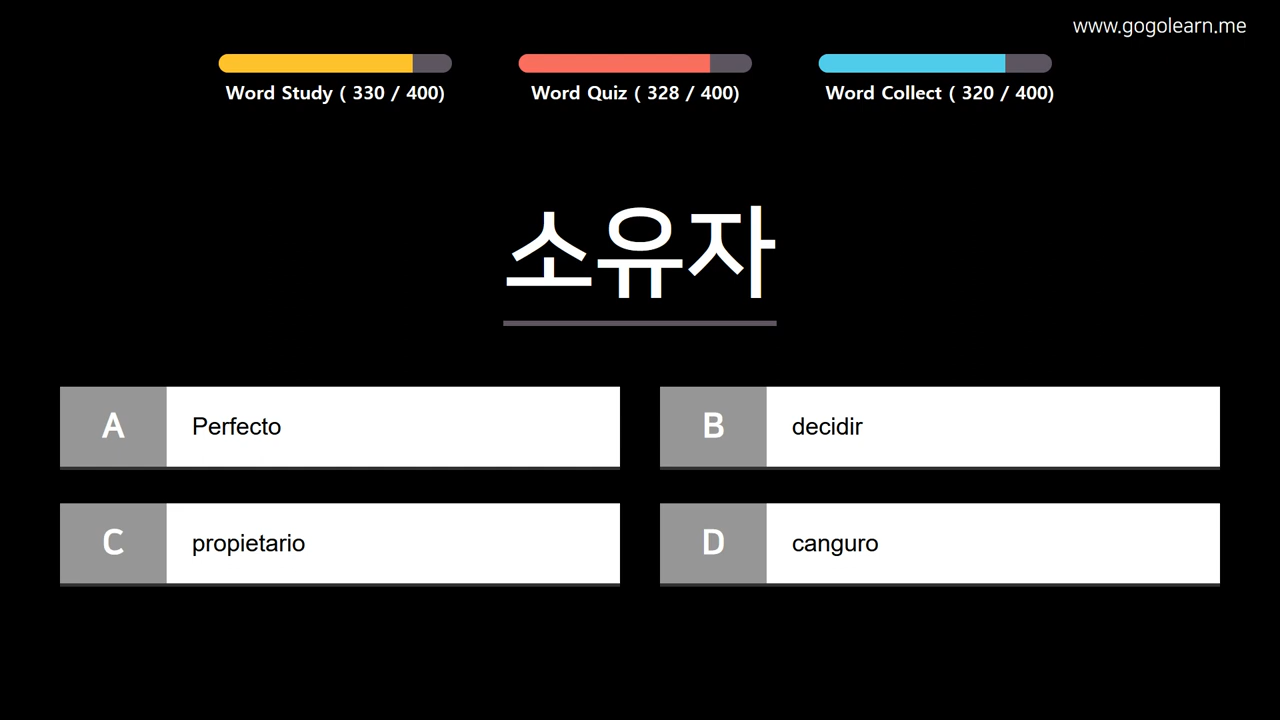 www.gogolearn.me
Word Study ( 330 / 400)
Word Quiz ( 328 / 400)
Word Collect ( 320 / 400)
소유자
A Perfecto
B decidir
C propietario
D canguro